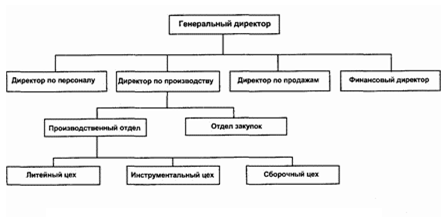 Генеральный директор
Директор по персоналу
Директор по производству
Директор по продажам
Финансовый директор
Производственный отдел
Отдел закупок
Литейный цех
Инструментальный цех
Сборочный цех